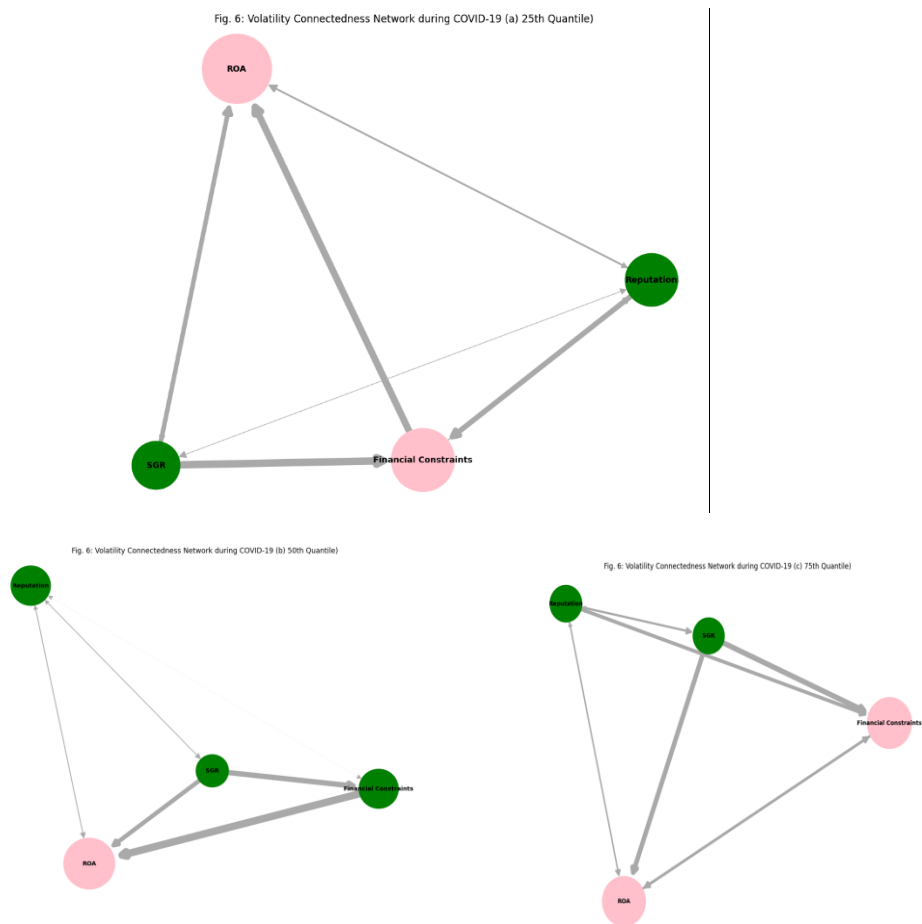 Fig. 6: Volatility Connectedness Network during COVID-19 (a) 25th Quantile)
ROA
Reputation
SGR
Financial Constraints
Fig. 6: Volatility Connectedness Network during COVID-19 (b) 50th Quantile)
Reputation
SGR
Financial Constraints
ROA
Fig. 6: Volatility Connectedness Network during COVID-19 (c) 75th Quantile)
Reputation
SGR
Financial Constraints
ROA